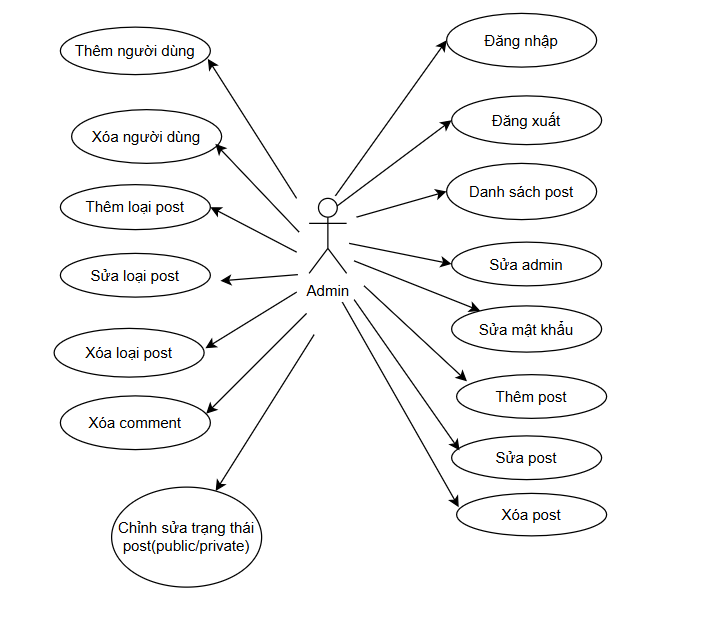 Thêm người dùng
Xóa người dùng
Thêm loại post
Sửa loại post
Xóa loại post
Xóa comment
Chỉnh sửa trạng thái
post(public/private)
Admin
Đăng nhập
Đăng xuất
Danh sách post
Sửa admin
Sửa mật khẩu
Thêm post
Sửa post
Xóa post